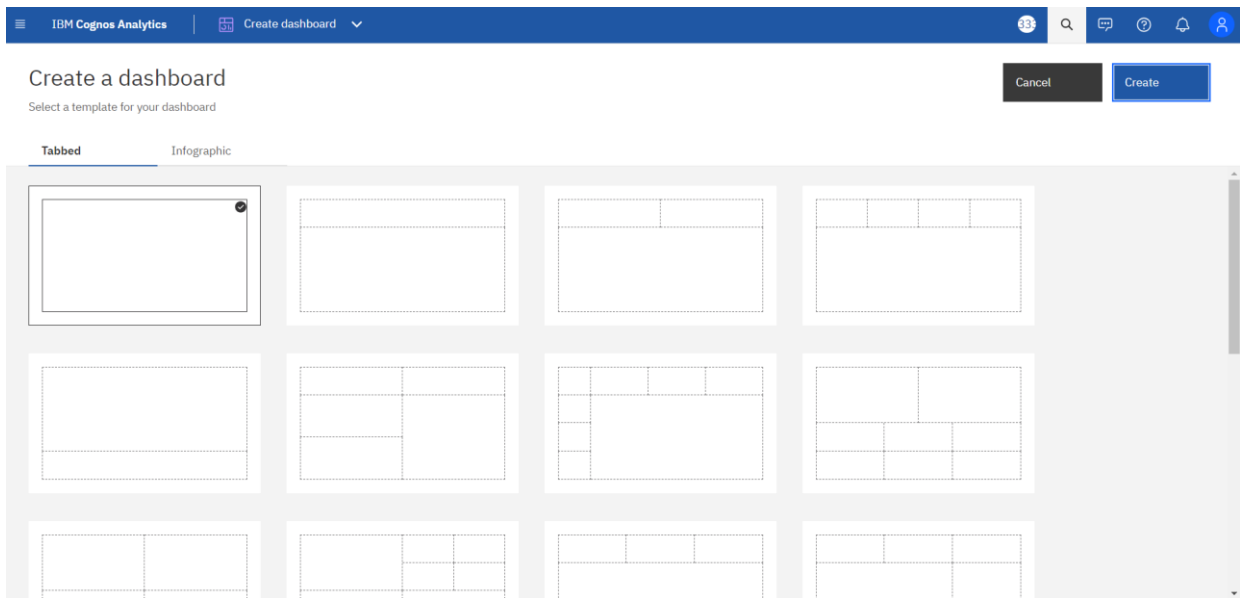 IBM Cognos Analytics
Create dashboard
Create a dashboard
Cancel
Create
Select a template for your dashboard
Tabbed
Infographic